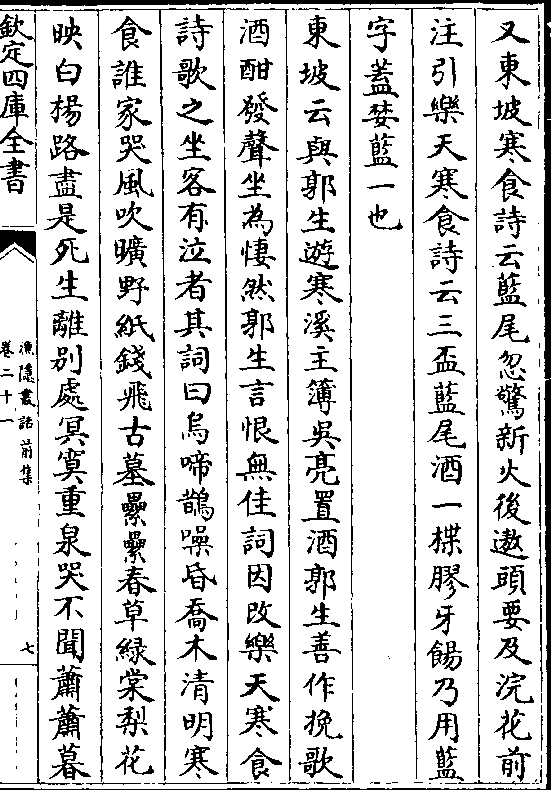 又東坡寒食詩云藍尾忽驚新火後遨頭要及浣花前
注引樂天寒食詩云三盃藍尾酒一楪膠牙餳乃用藍
字蓋婪藍一也
東坡云與郭生遊寒溪主簿吳亮置酒郭生善作挽歌
酒酣發聲坐為悽然郭生言恨無佳詞因改樂天寒食
詩歌之坐客有泣者其詞曰烏啼鵲噪昏喬木清明寒
食誰家哭風吹曠野紙錢飛古墓纍纍春草綠棠梨花
映白楊路盡是死生離别處冥寞重泉哭不聞蕭蕭暮
欽定四庫全書
漁隱叢話前集
卷二十一
七